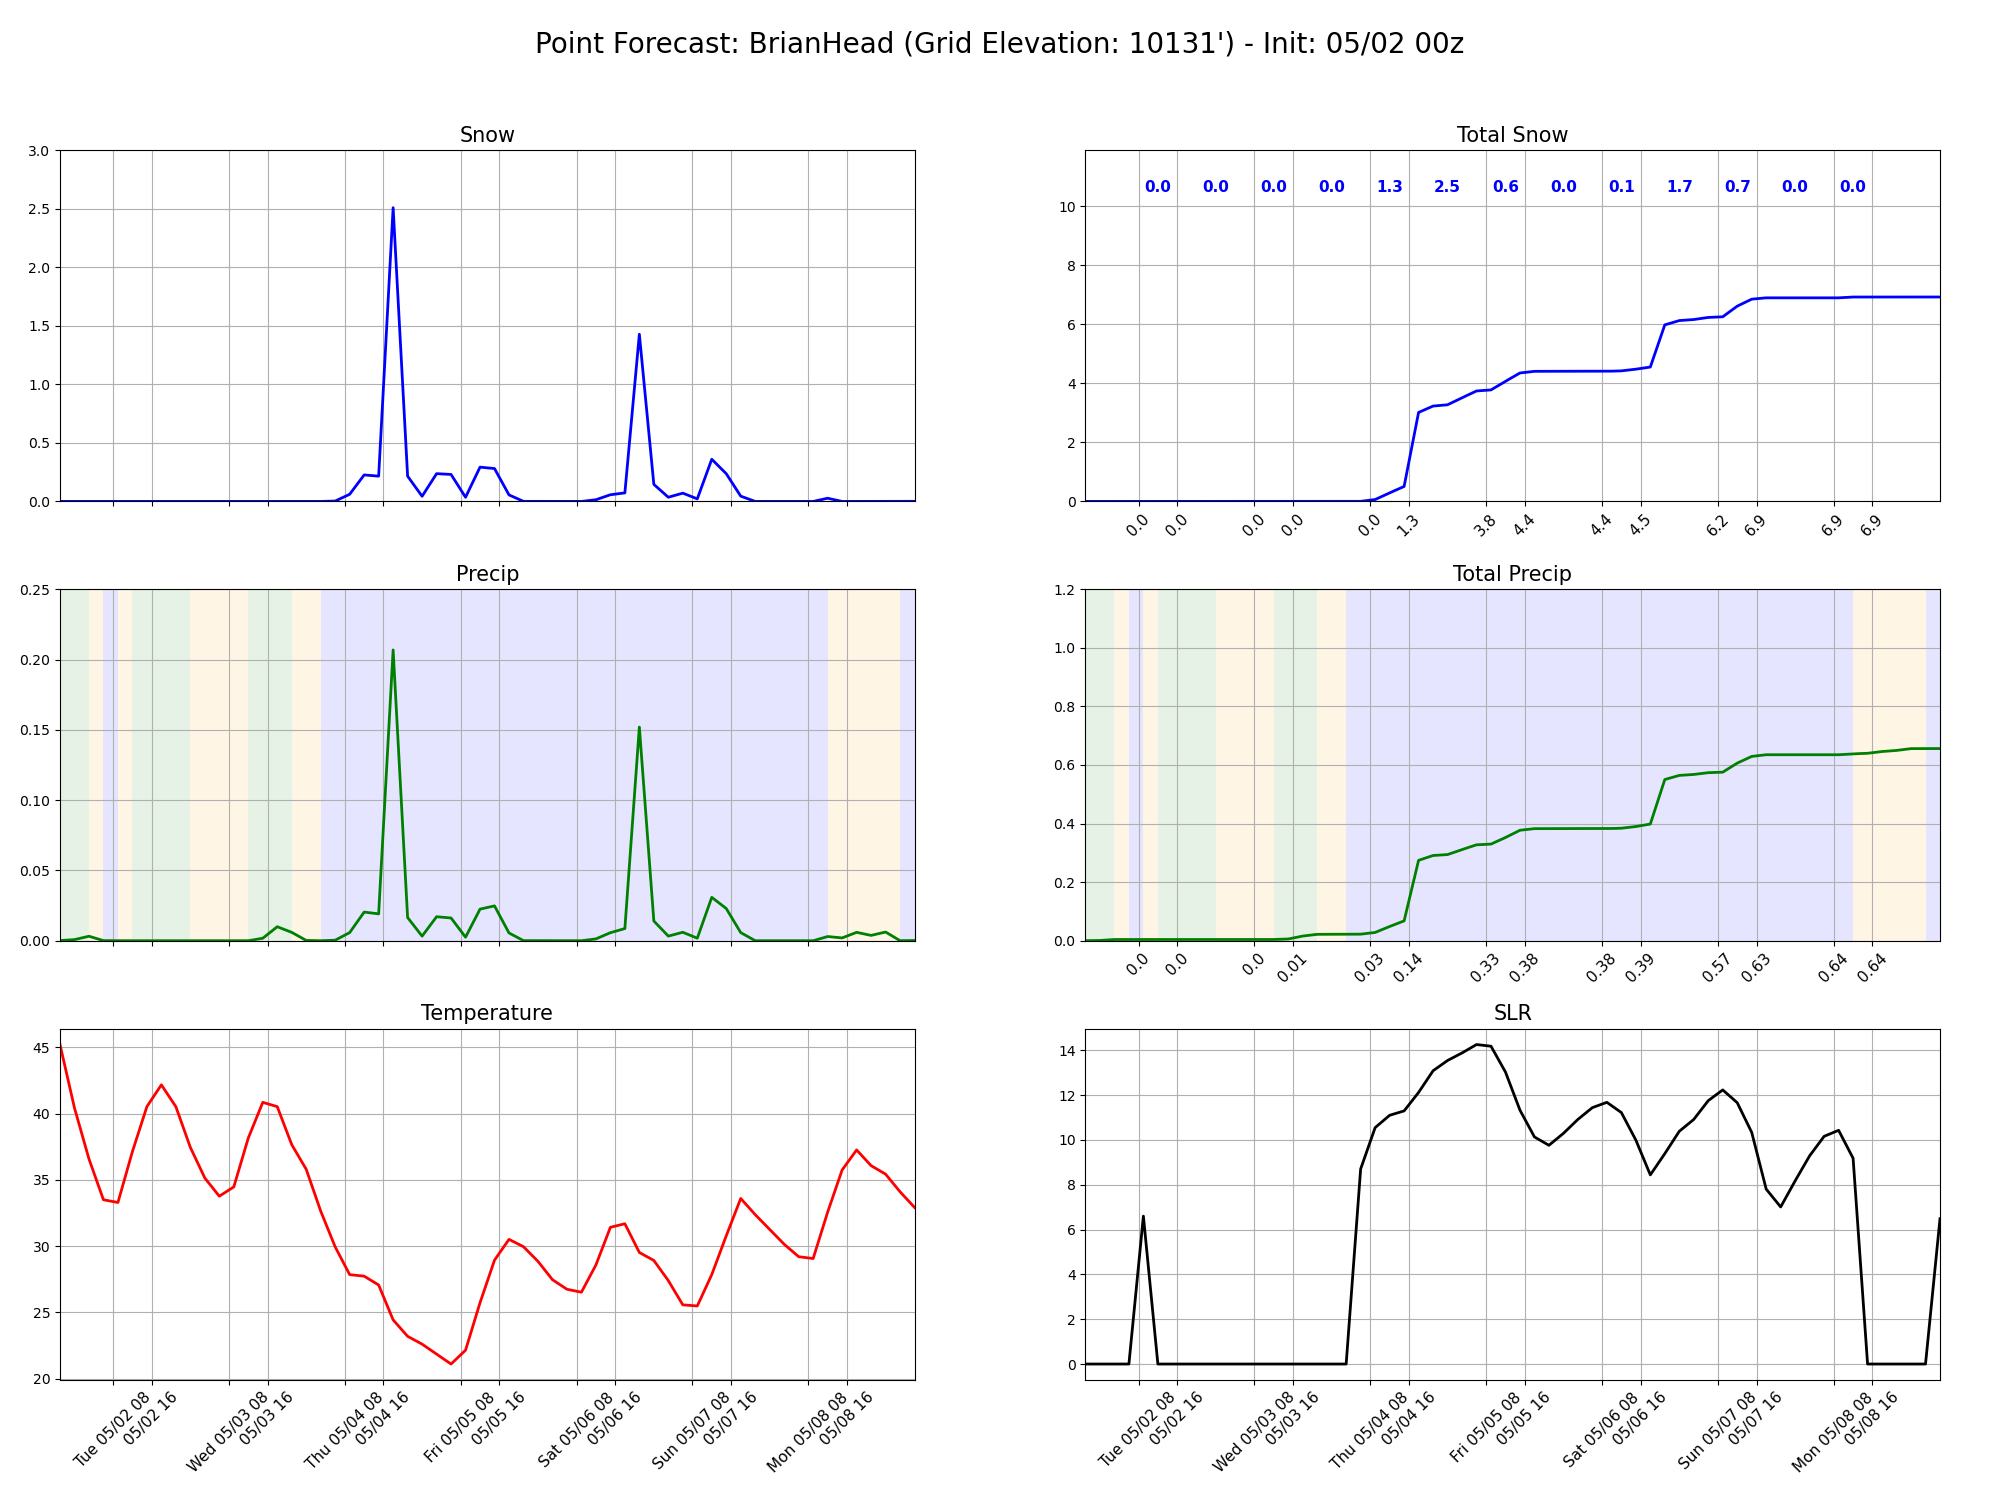 Point Forecast: BrianHead (Grid Elevation: 10131') - Init: 05/02 00z
Snow
3.0
2.5
2.0
1.5
1.0
0.5
0.0
Total Snow
0.0 0.0 0.0 0.0 1.3 2.5 0.6 0.0 0.1 1.7 0.7 0.0 0.0
10
8
6
4
2
0
0.0 0.0 0.0 0.0 0.0 1.3 3.8 4.4 4.4 4.5 6.2 6.9 6.9 6.9
Precip
0.25
0.20
0.15
0.10
0.05
0.00
Total Precip
1.2
1.0
0.8
0.6
0.4
0.2
0.0
0.0 0.0 0.0 0.01 0.03 0.14 0.33 0.38 0.38 0.39 0.57 0.63 0.64 0.64
Temperature
45
40
35
30
25
20
Tue 05/02 08
05/02 16
Wed 05/03 08
05/03 16
Thu 05/04 08
05/04 16
Fri 05/05 08
05/05 16
Sat 05/06 08
05/06 16
Sun 05/07 08
05/07 16
Mon 05/08 08
05/08 16
SLR
14
12
10
8
6
4
2
0
Tue 05/02 08
05/02 16
Wed 05/03 08
05/03 16
Thu 05/04 08
05/04 16
Fri 05/05 08
05/05 16
Sat 05/06 08
05/06 16
Sun 05/07 08
05/07 16
Mon 05/08 08
05/08 16